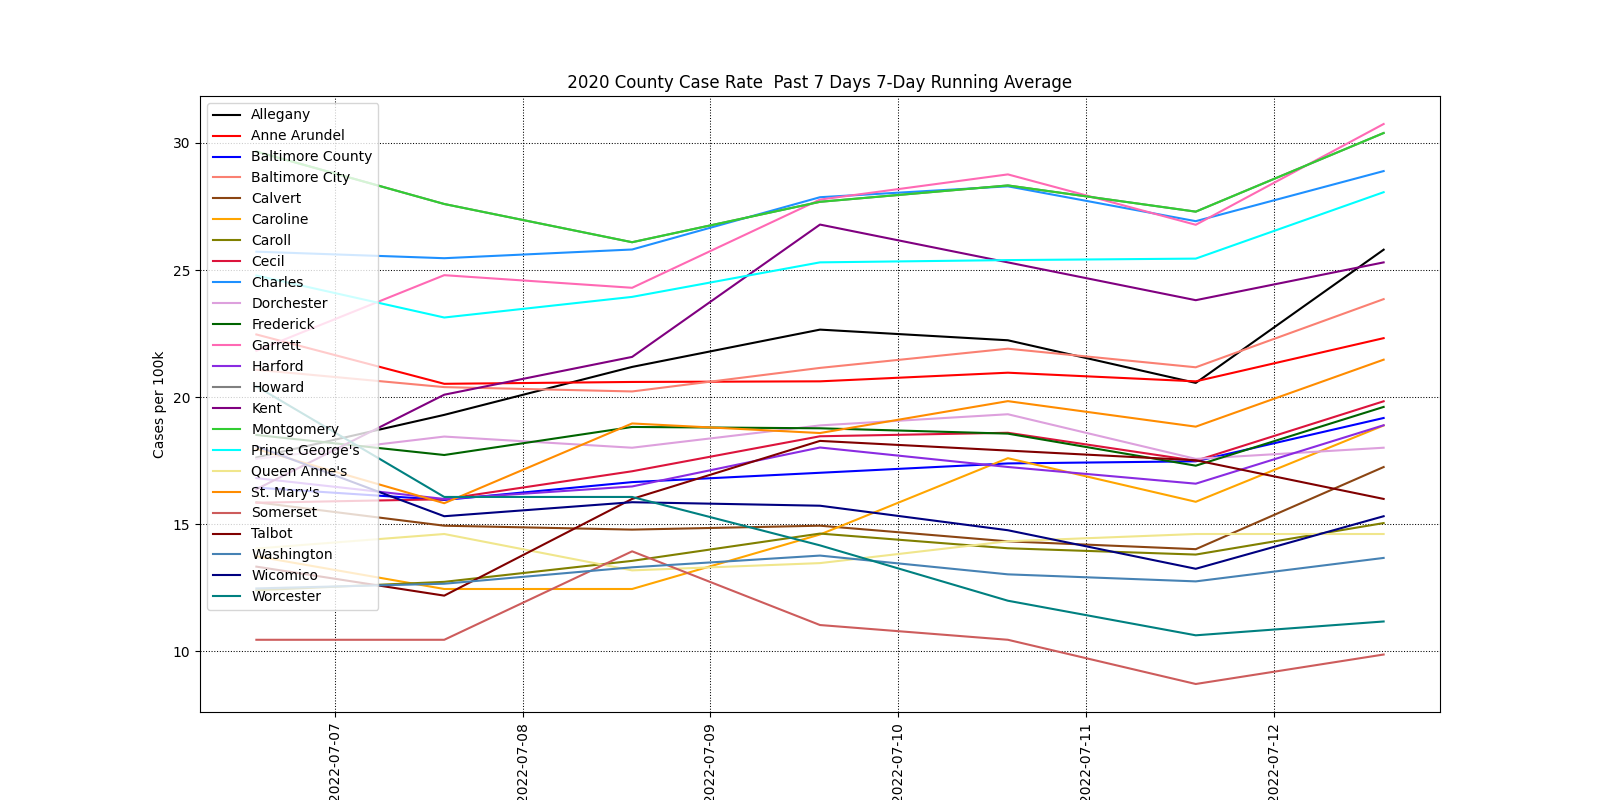 2020 County Case Rate  Past 7 Days 7-Day Running Average
Cases per 100k
30
25
20
15
10
Allegany
Anne Arundel
Baltimore County
Baltimore City
Calvert
Caroline
Caroll
Cecil
Charles
Dorchester
Frederick
Garrett
Harford
Howard
Kent
Montgomery
Prince George's
Queen Anne's
St. Mary's
Somerset
Talbot
Washington
Wicomico
Worcester
2022-07-07
2022-07-08
2022-07-09
2022-07-10
2022-07-11
2022-07-12